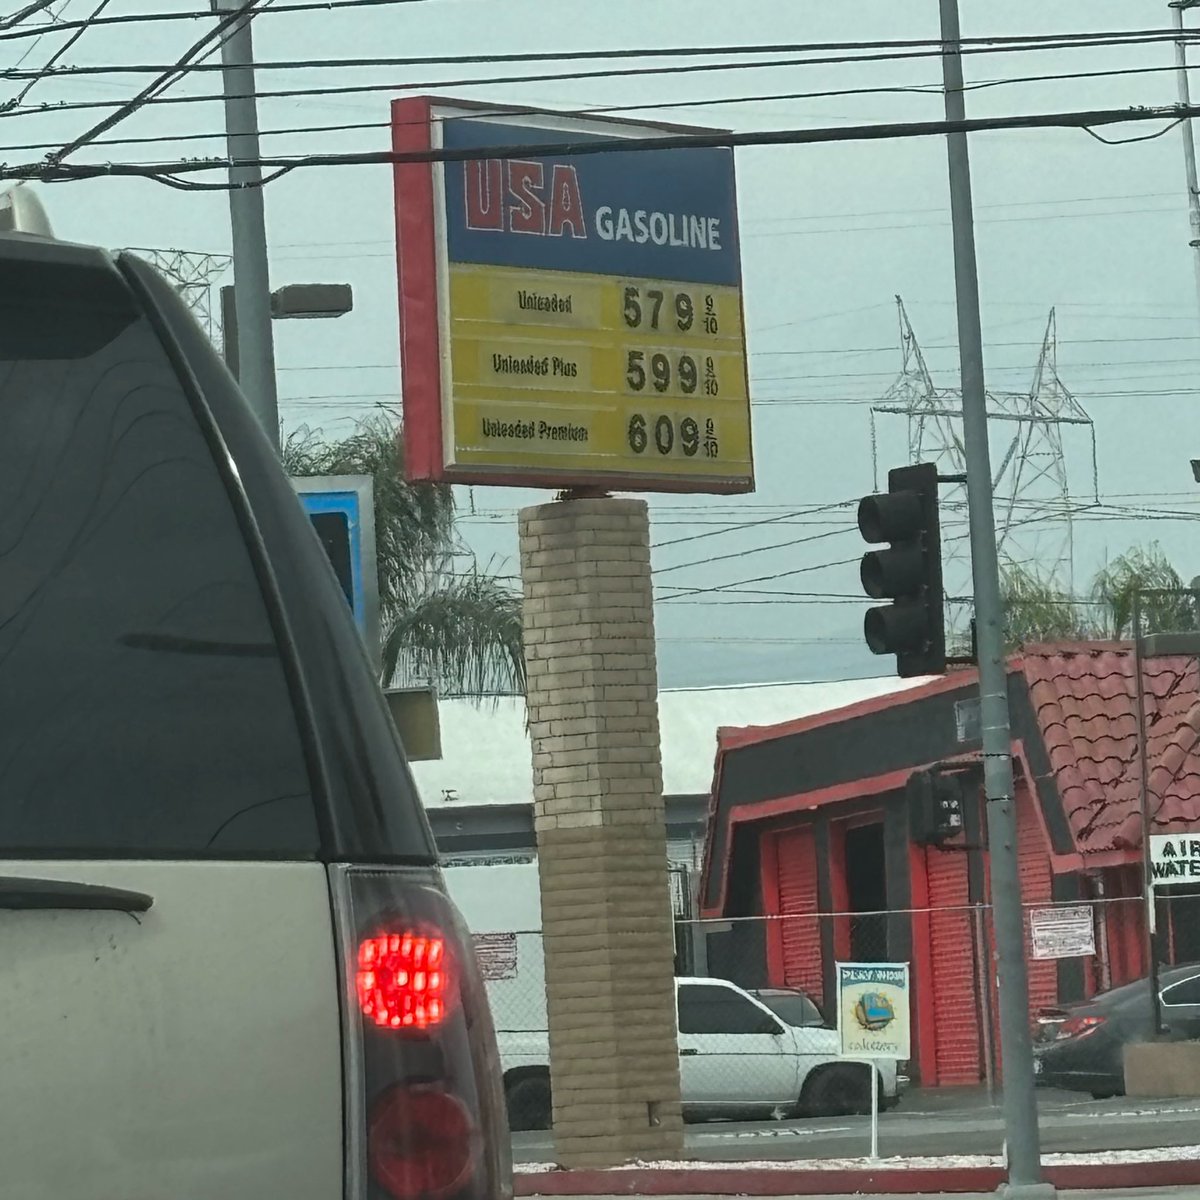 USA GASOLINE
Unleaded 579 9/10
Unleaded Plus 599 9/10
Unleaded Premium 609 9/10
AIR
WATE